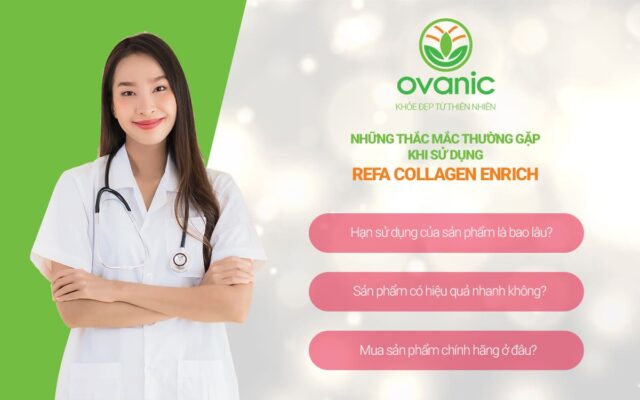 ovanic
KHỎE ĐẸP TỪ THIÊN NHIÊN
NHỮNG THẮC MẮC THƯỜNG GẶP
KHI SỬ DỤNG
REFA COLLAGEN ENRICH
Hạn sử dụng của sản phẩm là bao lâu?
Sản phẩm có hiệu quả nhanh không?
Mua sản phẩm chính hãng ở đâu?